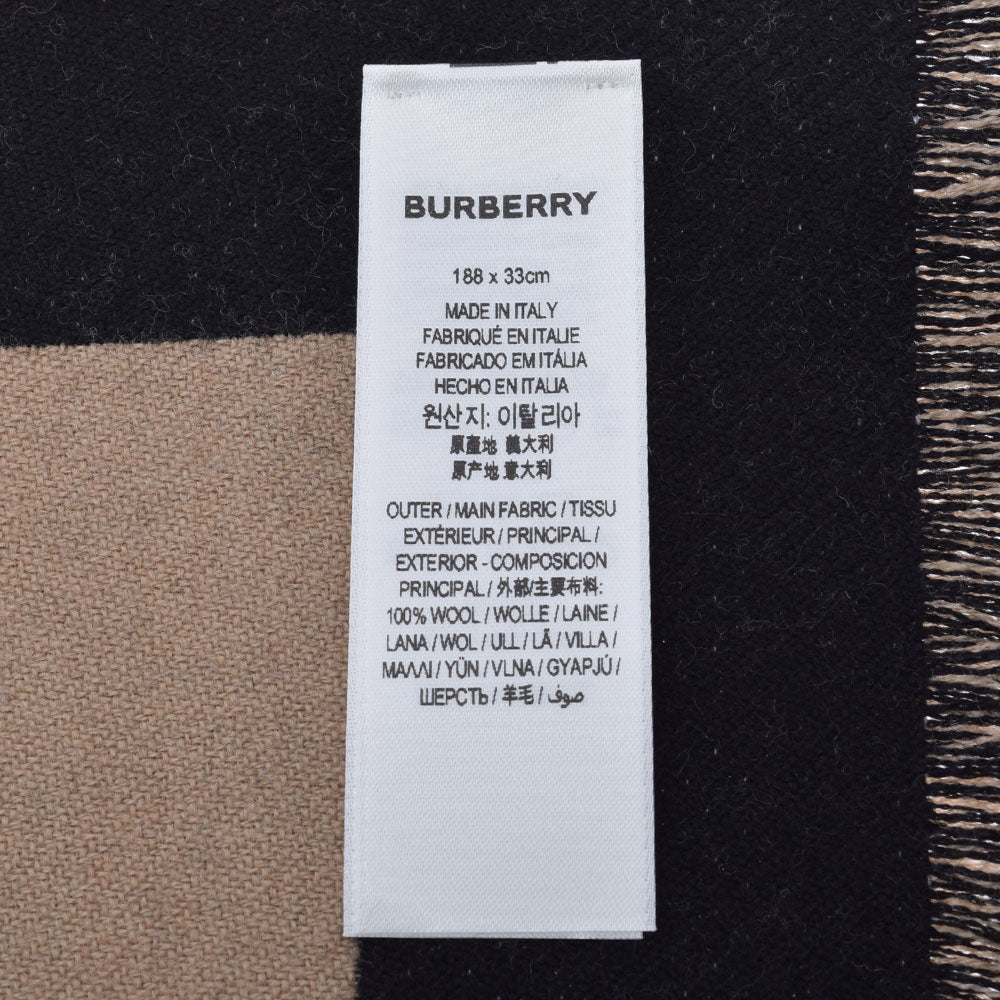 BURBERRY
188 x 33cm
MADE IN ITALY
FABRIQUÉ EN ITALIE
FABRICADO EM ITÁLIA
HECHO EN ITALIA
원산지: 이탈리아
原產地 義大利
原产地 意大利
OUTER / MAIN FABRIC / TISSU
EXTÉRIEUR / PRINCIPAL /
EXTERIOR - COMPOSICION
PRINCIPAL / 外部/主要布料:
100% WOOL / WOLLE / LAINE /
LANA / WOL / ULL / LÃ / VILLA /
ΜΑΛΛΙ / YÜN / VLNA / GYAPJÚ /
ШЕРСТЬ / 羊毛 / صوف